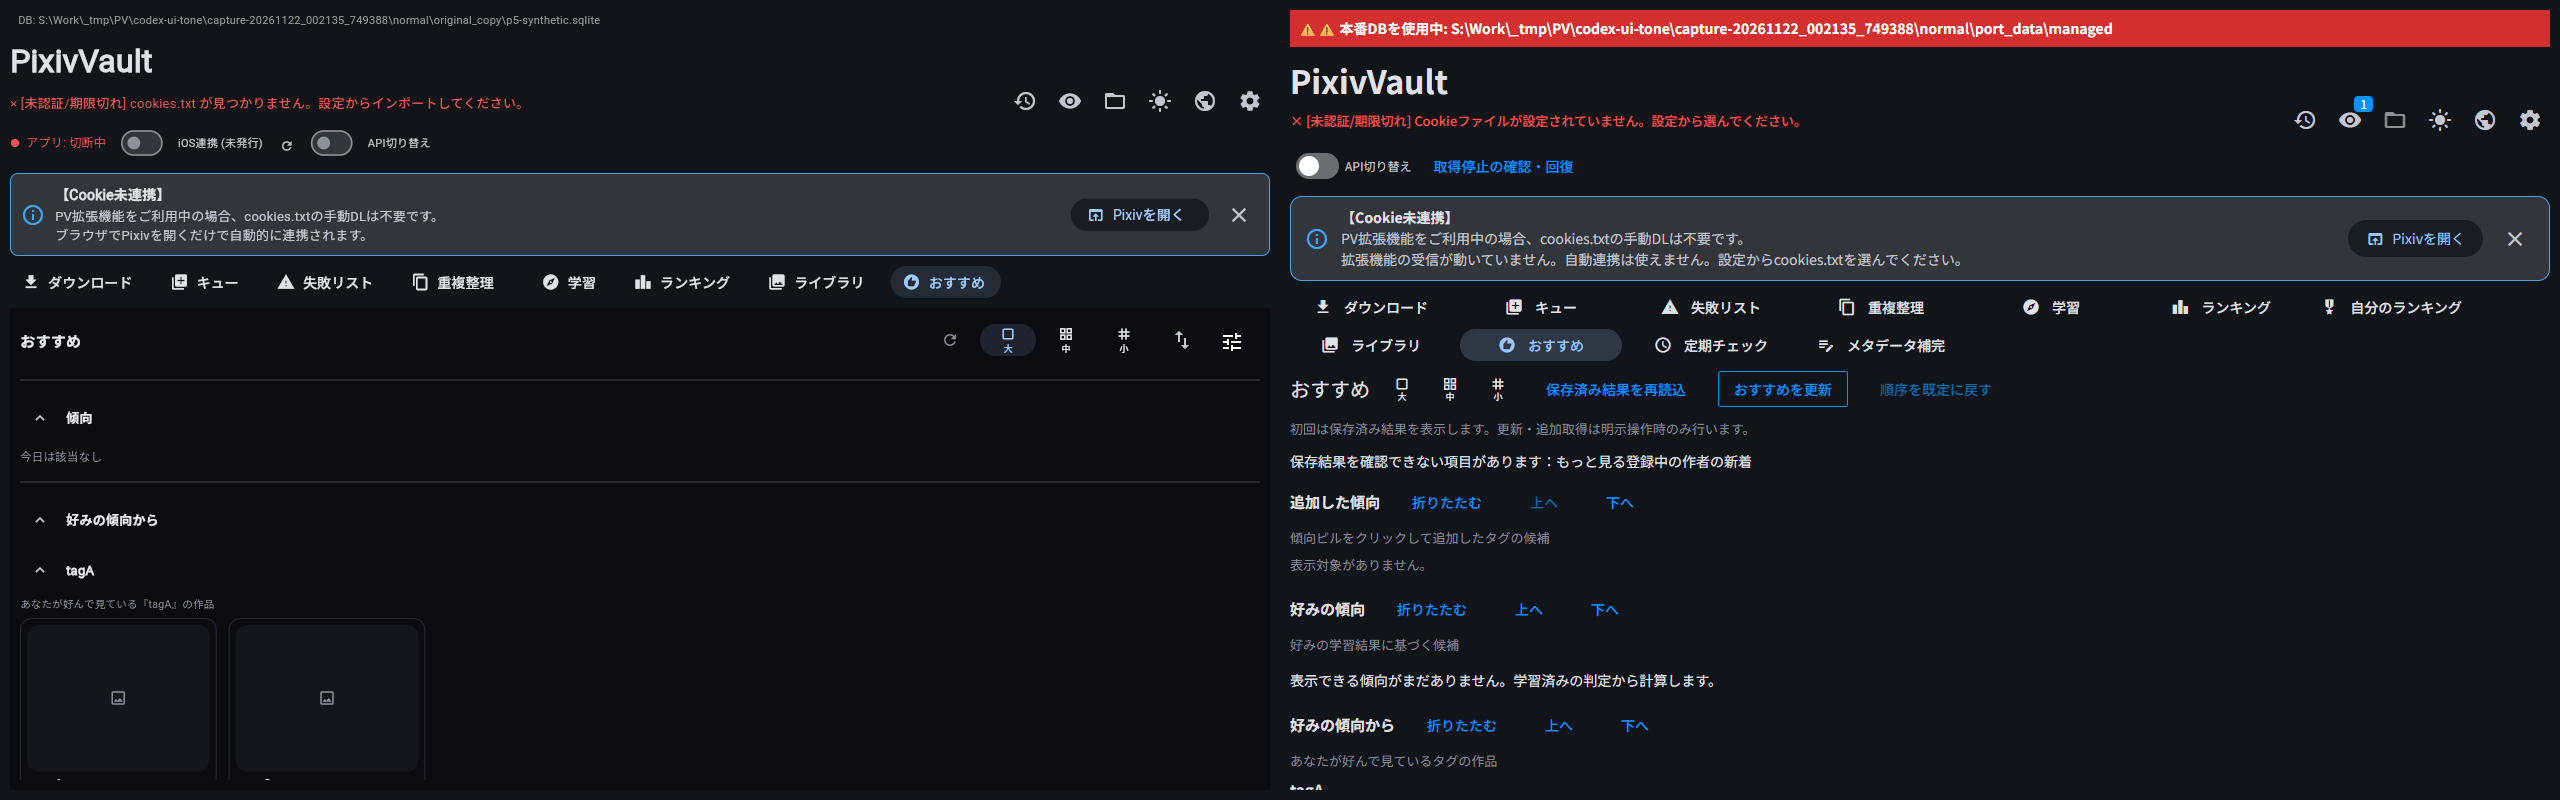 DB: S:\Work\_tmp\PV\codex-ui-tone\capture-20261122_002135_749388\normal\original_copy\p5-synthetic.sqlite
PixivVault
× [未認証/期限切れ] cookies.txt が見つかりません。設定からインポートしてください。
アプリ: 切断中 iOS連携 (未発行) API切り替え
【Cookie未連携】
PV拡張機能をご利用中の場合、cookies.txtの手動DLは不要です。
ブラウザでPixivを開くだけで自動的に連携されます。
Pixivを開く
ダウンロード キュー 失敗リスト 重複整理 学習 ランキング ライブラリ おすすめ
おすすめ
大 中 小
傾向
今日は該当なし
好みの傾向から
tagA
あなたが好んで見ている『tagA』の作品
本番DBを使用中: S:\Work\_tmp\PV\codex-ui-tone\capture-20261122_002135_749388\normal\port_data\managed
PixivVault
1
× [未認証/期限切れ] Cookieファイルが設定されていません。設定から選んでください。
API切り替え 取得停止の確認・回復
【Cookie未連携】
PV拡張機能をご利用中の場合、cookies.txtの手動DLは不要です。
拡張機能の受信が動いていません。自動連携は使えません。設定からcookies.txtを選んでください。
Pixivを開く
ダウンロード キュー 失敗リスト 重複整理 学習 ランキング 自分のランキング
ライブラリ おすすめ 定期チェック メタデータ補完
おすすめ 大 中 小 保存済み結果を再読込 おすすめを更新 順序を既定に戻す
初回は保存済み結果を表示します。更新・追加取得は明示操作時のみ行います。
保存結果を確認できない項目があります：もっと見る登録中の作者の新着
追加した傾向 折りたたむ 上へ 下へ
傾向ピルをクリックして追加したタグの候補
表示対象がありません。
好みの傾向 折りたたむ 上へ 下へ
好みの学習結果に基づく候補
表示できる傾向がまだありません。学習済みの判定から計算します。
好みの傾向から 折りたたむ 上へ 下へ
あなたが好んで見ているタグの作品
tagA